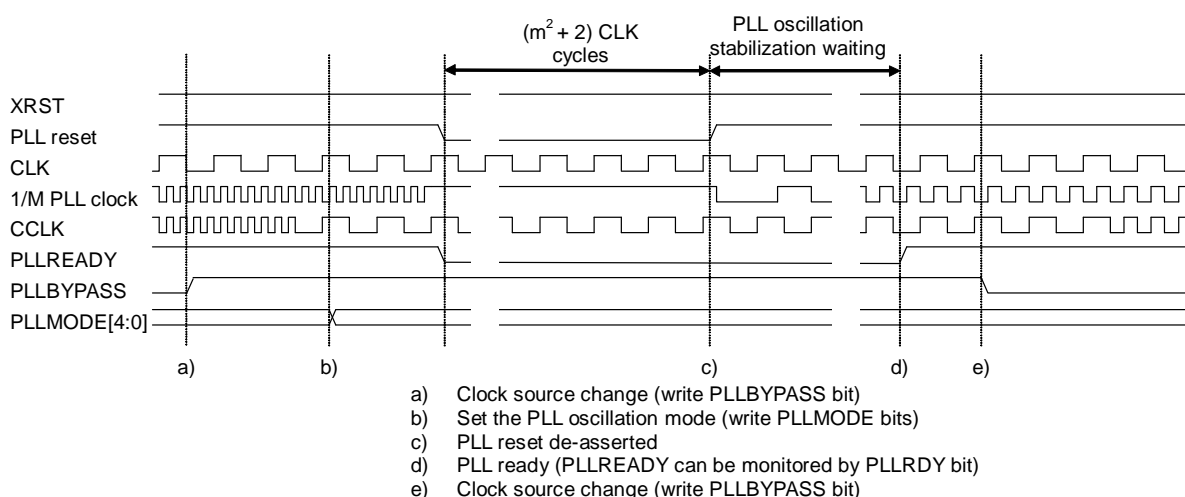 (m² + 2) CLK
cycles
PLL oscillation
stabilization waiting
XRST
PLL reset
CLK
1/M PLL clock
CCLK
PLLREADY
PLLBYPASS
PLLMODE[4:0]
a) b) c) d) e)
a) Clock source change (write PLLBYPASS bit)
b) Set the PLL oscillation mode (write PLLMODE bits)
c) PLL reset de-asserted
d) PLL ready (PLLREADY can be monitored by PLLRDY bit)
e) Clock source change (write PLLBYPASS bit)